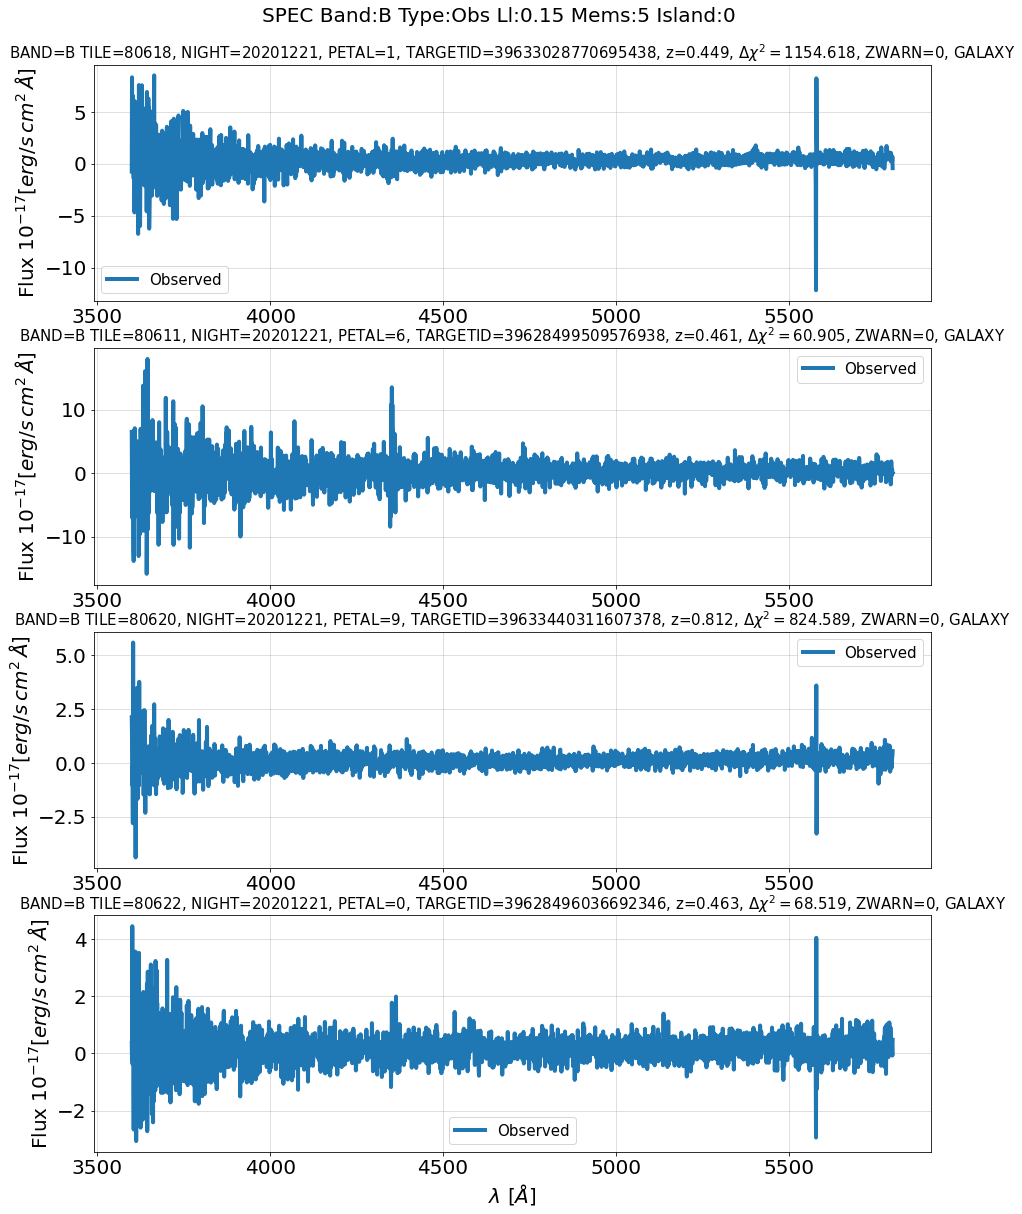 SPEC Band:B Type:Obs Ll:0.15 Mems:5 Island:0
BAND=B TILE=80618, NIGHT=20201221, PETAL=1, TARGETID=39633028770695438, z=0.449, Δχ²=1154.618, ZWARN=0, GALAXY
Flux 10⁻¹⁷[erg/s cm² Å]
5
0
−5
−10
Observed
3500 4000 4500 5000 5500
BAND=B TILE=80611, NIGHT=20201221, PETAL=6, TARGETID=39628499509576938, z=0.461, Δχ²=60.905, ZWARN=0, GALAXY
Flux 10⁻¹⁷[erg/s cm² Å]
10
0
−10
Observed
3500 4000 4500 5000 5500
BAND=B TILE=80620, NIGHT=20201221, PETAL=9, TARGETID=39633440311607378, z=0.812, Δχ²=824.589, ZWARN=0, GALAXY
Flux 10⁻¹⁷[erg/s cm² Å]
5.0
2.5
0.0
−2.5
Observed
3500 4000 4500 5000 5500
BAND=B TILE=80622, NIGHT=20201221, PETAL=0, TARGETID=39628496036692346, z=0.463, Δχ²=68.519, ZWARN=0, GALAXY
Flux 10⁻¹⁷[erg/s cm² Å]
4
2
0
−2
Observed
3500 4000 4500 5000 5500
λ [Å]